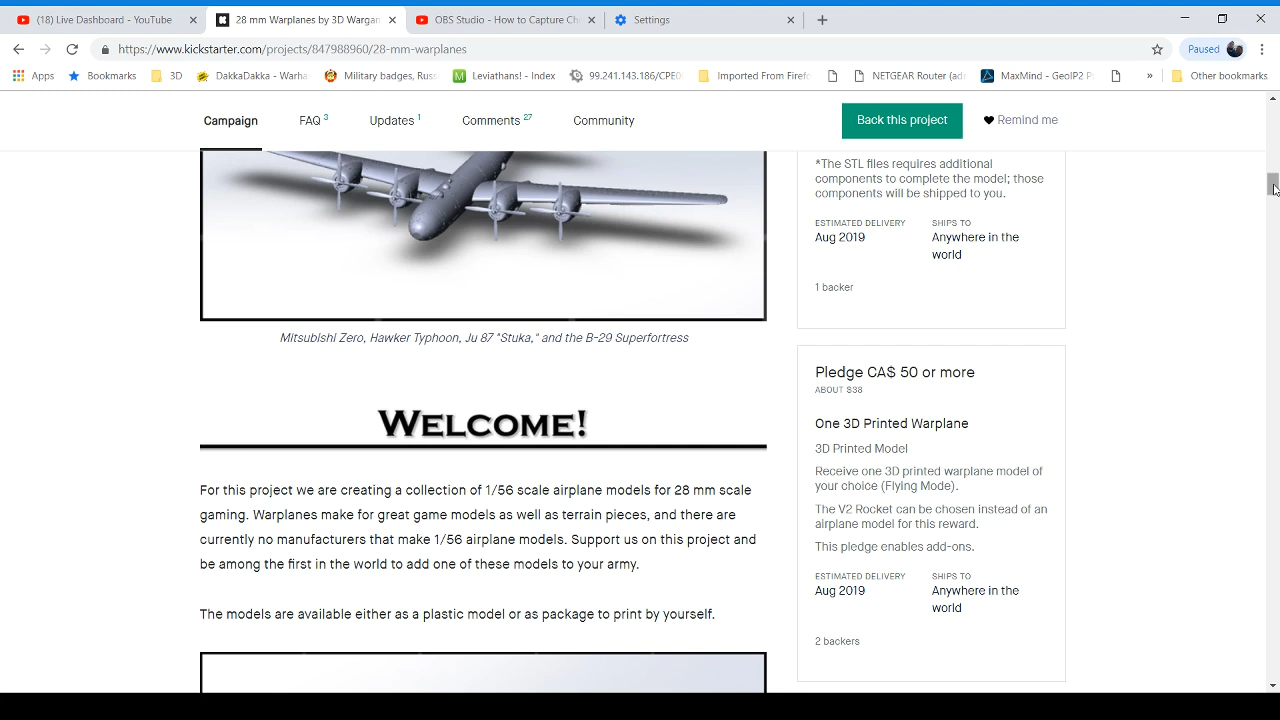 (18) Live Dashboard - YouTube
28 mm Warplanes by 3D Wargan
OBS Studio - How to Capture Ch
Settings
https://www.kickstarter.com/projects/847988960/28-mm-warplanes
Paused
Apps
Bookmarks
3D
DakkaDakka - Warha
Military badges, Russ
Leviathans! - Index
99.241.143.186/CPE0
Imported From Firefo
NETGEAR Router (ad
MaxMind - GeoIP2 P
»
Other bookmarks
Campaign
FAQ 3
Updates 1
Comments 27
Community
Back this project
Remind me
Mitsubishi Zero, Hawker Typhoon, Ju 87 "Stuka," and the B-29 Superfortress
WELCOME!
For this project we are creating a collection of 1/56 scale airplane models for 28 mm scale
gaming. Warplanes make for great game models as well as terrain pieces, and there are
currently no manufacturers that make 1/56 airplane models. Support us on this project and
be among the first in the world to add one of these models to your army.
The models are available either as a plastic model or as package to print by yourself.
*The STL files requires additional
components to complete the model; those
components will be shipped to you.
ESTIMATED DELIVERY
Aug 2019
SHIPS TO
Anywhere in the
world
1 backer
Pledge CA$ 50 or more
ABOUT $38
One 3D Printed Warplane
3D Printed Model
Receive one 3D printed warplane model of
your choice (Flying Mode).
The V2 Rocket can be chosen instead of an
airplane model for this reward.
This pledge enables add-ons.
ESTIMATED DELIVERY
Aug 2019
SHIPS TO
Anywhere in the
world
2 backers